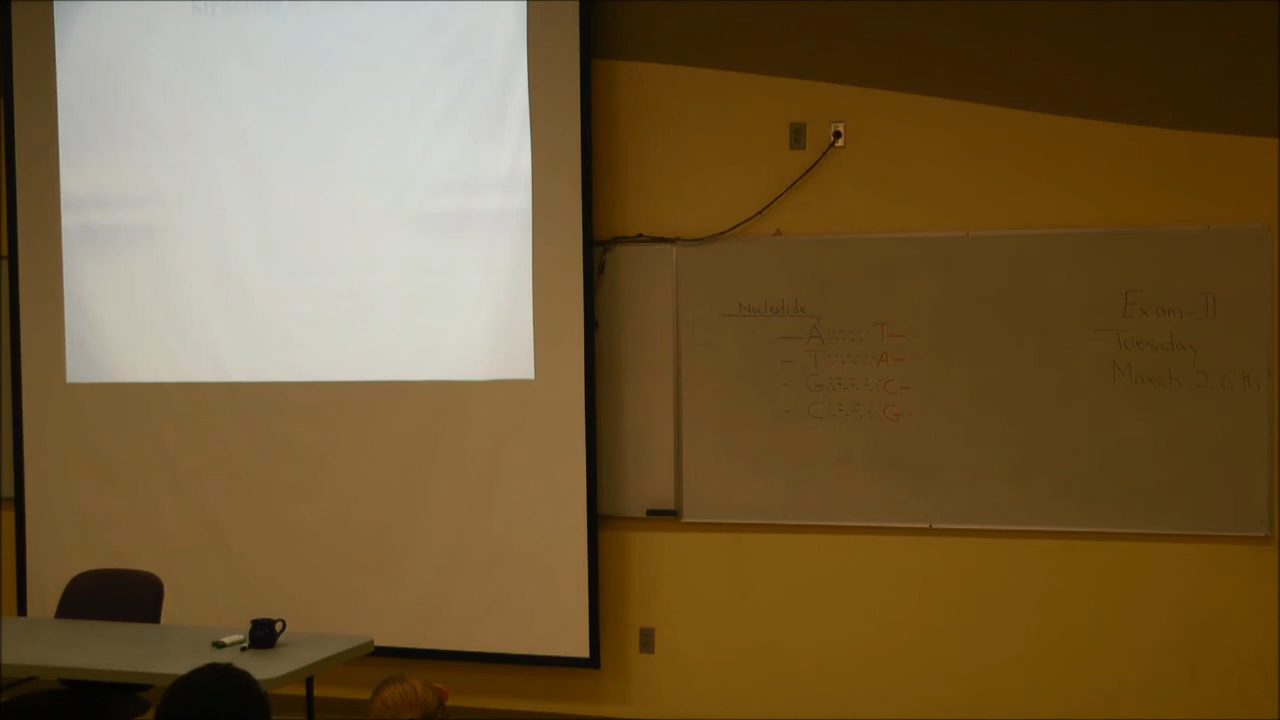 Nucleotide
— A - - - - - T —
- T - - - - - A -
- G - - - - - C -
- C - - - - - G -
Exam-II
Tuesday
March 26th